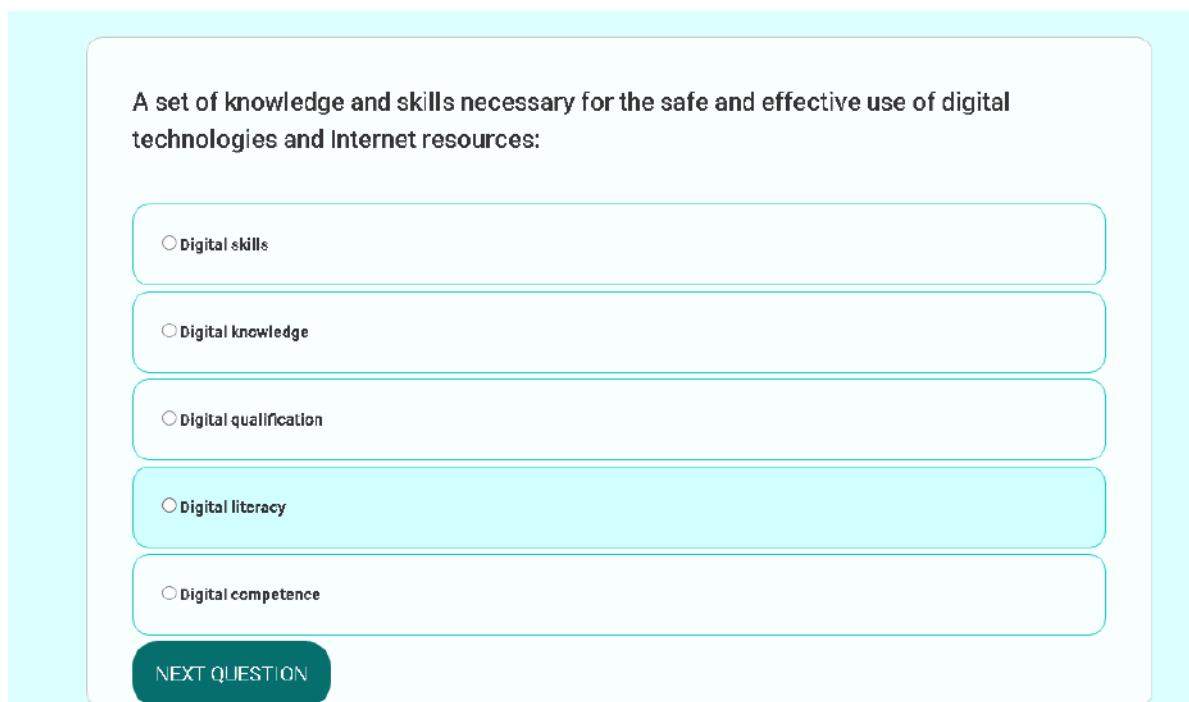 A set of knowledge and skills necessary for the safe and effective use of digital
technologies and Internet resources:
Digital skills
Digital knowledge
Digital qualification
Digital literacy
Digital competence
NEXT QUESTION